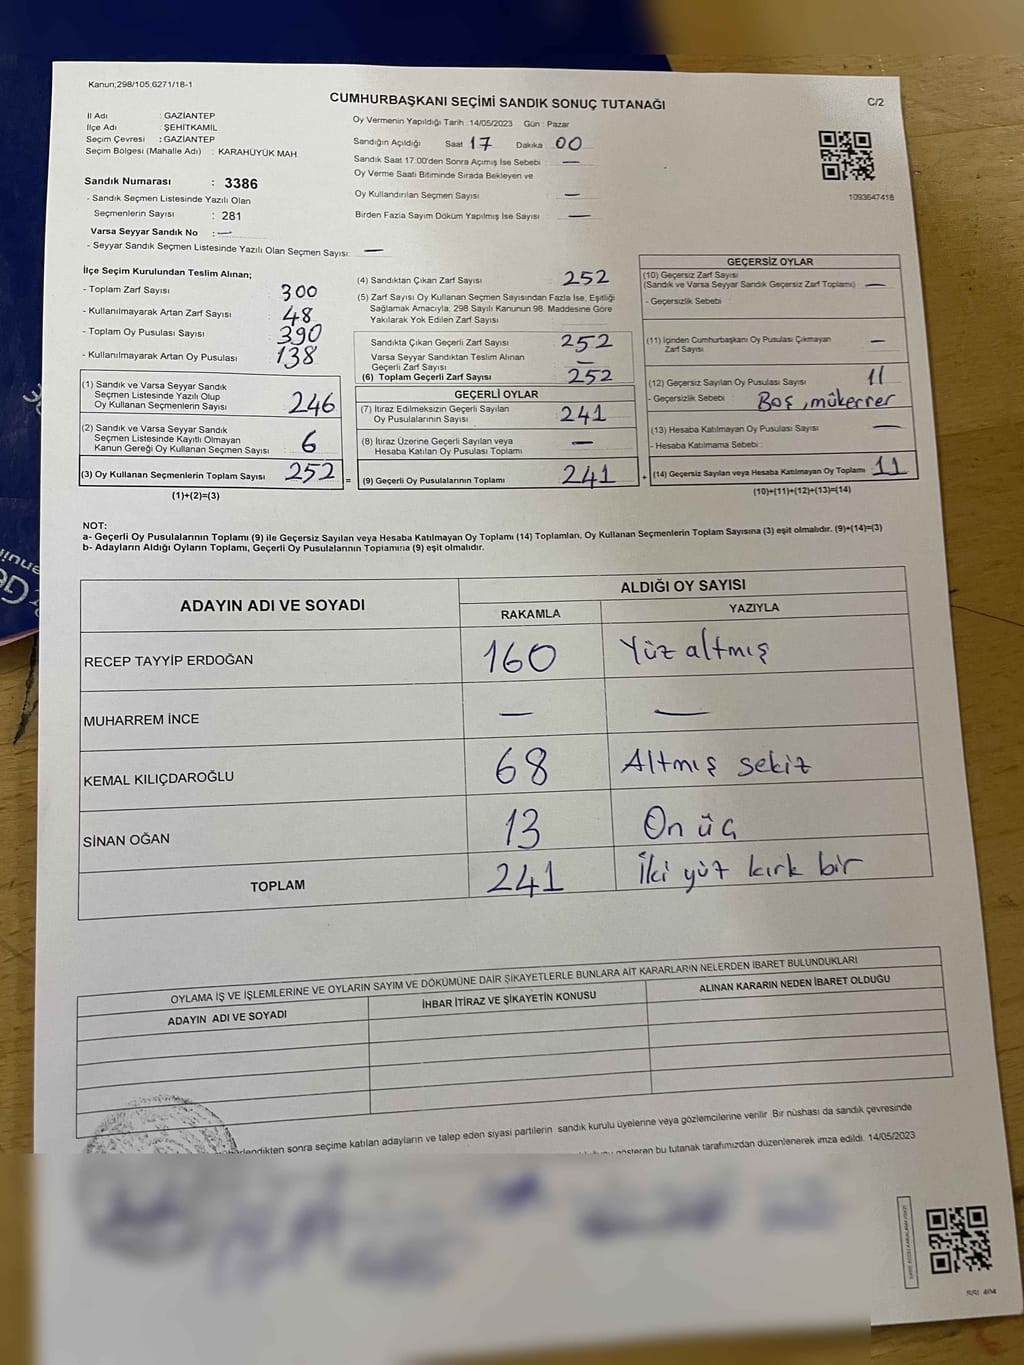 Kanun;298/105,6271/18-1
CUMHURBAŞKANI SEÇİMİ SANDIK SONUÇ TUTANAĞI
C/2
İl Adı : GAZİANTEP
İlçe Adı : ŞEHİTKAMİL
Seçim Çevresi : GAZİANTEP
Seçim Bölgesi (Mahalle Adı) : KARAHÜYÜK MAH
Oy Vermenin Yapıldığı Tarih : 14/05/2023 Gün : Pazar
Sandığın Açıldığı Saat 17 Dakika 00
Sandık Saat 17:00'den Sonra Açımış İse Sebebi : —
Oy Verme Saati Bitiminde Sırada Bekleyen ve
Oy Kullandırılan Seçmen Sayısı —
Birden Fazla Sayım Döküm Yapılmış İse Sayısı —
1093647418
Sandık Numarası : 3386
- Sandık Seçmen Listesinde Yazılı Olan
Seçmenlerin Sayısı : 281
Varsa Seyyar Sandık No : —
- Seyyar Sandık Seçmen Listesinde Yazılı Olan Seçmen Sayısı: —
İlçe Seçim Kurulundan Teslim Alınan;
- Toplam Zarf Sayısı 300
- Kullanılmayarak Artan Zarf Sayısı : 48
- Toplam Oy Pusulası Sayısı 390
- Kullanılmayarak Artan Oy Pusulası 138
(1) Sandık ve Varsa Seyyar Sandık
Seçmen Listesinde Yazılı Olup
Oy Kullanan Seçmenlerin Sayısı 246
(2) Sandık ve Varsa Seyyar Sandık
Seçmen Listesinde Kayıtlı Olmayan
Kanun Gereği Oy Kullanan Seçmen Sayısı 6
(3) Oy Kullanan Seçmenlerin Toplam Sayısı 252 =
(1)+(2)=(3)
(4) Sandıktan Çıkan Zarf Sayısı 252
(5) Zarf Sayısı Oy Kullanan Seçmen Sayısından Fazla İse, Eşitliği
Sağlamak Amacıyla; 298 Sayılı Kanunun 98. Maddesine Göre
Yakılarak Yok Edilen Zarf Sayısı
Sandıkta Çıkan Geçerli Zarf Sayısı 252
Varsa Seyyar Sandıktan Teslim Alınan
Geçerli Zarf Sayısı —
(6) Toplam Geçerli Zarf Sayısı 252
GEÇERLİ OYLAR
(7) İtiraz Edilmeksizin Geçerli Sayılan
Oy Pusulalarının Sayısı 241
(8) İtiraz Üzerine Geçerli Sayılan veya
Hesaba Katılan Oy Pusulası Toplamı —
(9) Geçerli Oy Pusulalarının Toplamı 241 +
GEÇERSİZ OYLAR
(10) Geçersiz Zarf Sayısı
(Sandık ve Varsa Seyyar Sandık Geçersiz Zarf Toplamı) —
- Geçersizlik Sebebi :
(11) İçinden Cumhurbaşkanı Oy Pusulası Çıkmayan
Zarf Sayısı —
(12) Geçersiz Sayılan Oy Pusulası Sayısı 11
- Geçersizlik Sebebi Boş, mükerrer
(13) Hesaba Katılmayan Oy Pusulası Sayısı —
- Hesaba Katılmama Sebebi :
(14) Geçersiz Sayılan veya Hesaba Katılmayan Oy Toplamı 11
(10)+(11)+(12)+(13)=(14)
NOT:
a- Geçerli Oy Pusulalarının Toplamı (9) ile Geçersiz Sayılan veya Hesaba Katılmayan Oy Toplamı (14) Toplamları, Oy Kullanan Seçmenlerin Toplam Sayısına (3) eşit olmalıdır. (9)+(14)=(3)
b- Adayların Aldığı Oyların Toplamı, Geçerli Oy Pusulalarının Toplamına (9) eşit olmalıdır.
ADAYIN ADI VE SOYADI
ALDIĞI OY SAYISI
RAKAMLA YAZIYLA
RECEP TAYYİP ERDOĞAN 160 Yüz altmış
MUHARREM İNCE — —
KEMAL KILIÇDAROĞLU 68 Altmış sekiz
SİNAN OĞAN 13 On üç
TOPLAM 241 İki yüz kırk bir
OYLAMA İŞ VE İŞLEMLERİNE VE OYLARIN SAYIM VE DÖKÜMÜNE DAİR ŞİKAYETLERLE BUNLARA AİT KARARLARIN NELERDEN İBARET BULUNDUKLARI
ADAYIN ADI VE SOYADI İHBAR İTİRAZ VE ŞİKAYETİN KONUSU ALINAN KARARIN NEDEN İBARET OLDUĞU
sonra seçime katılan adayların ve talep eden siyasi partilerin sandık kurulu üyelerine veya gözlemcilerine verilir Bir nüshası da sandık çevresinde
gösteren bu tutanak tarafımızdan düzenlenerek imza edildi. 14/05/2023